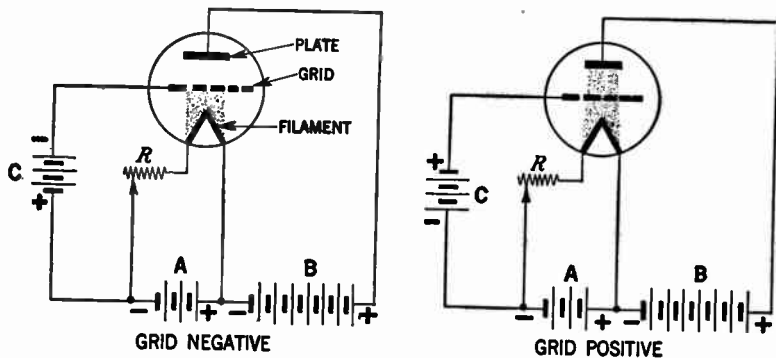 PLATE
GRID
FILAMENT
−
C
+
R
A
B
− + − +
GRID NEGATIVE
+
C
−
R
A
B
− + − +
GRID POSITIVE